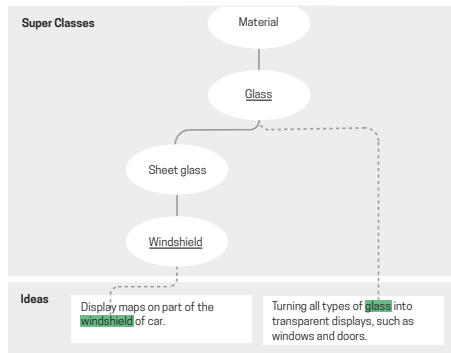 Super Classes
Material
Glass
Sheet glass
Windshield
Ideas
Display maps on part of the
windshield of car.
Turning all types of glass into
transparent displays, such as
windows and doors.